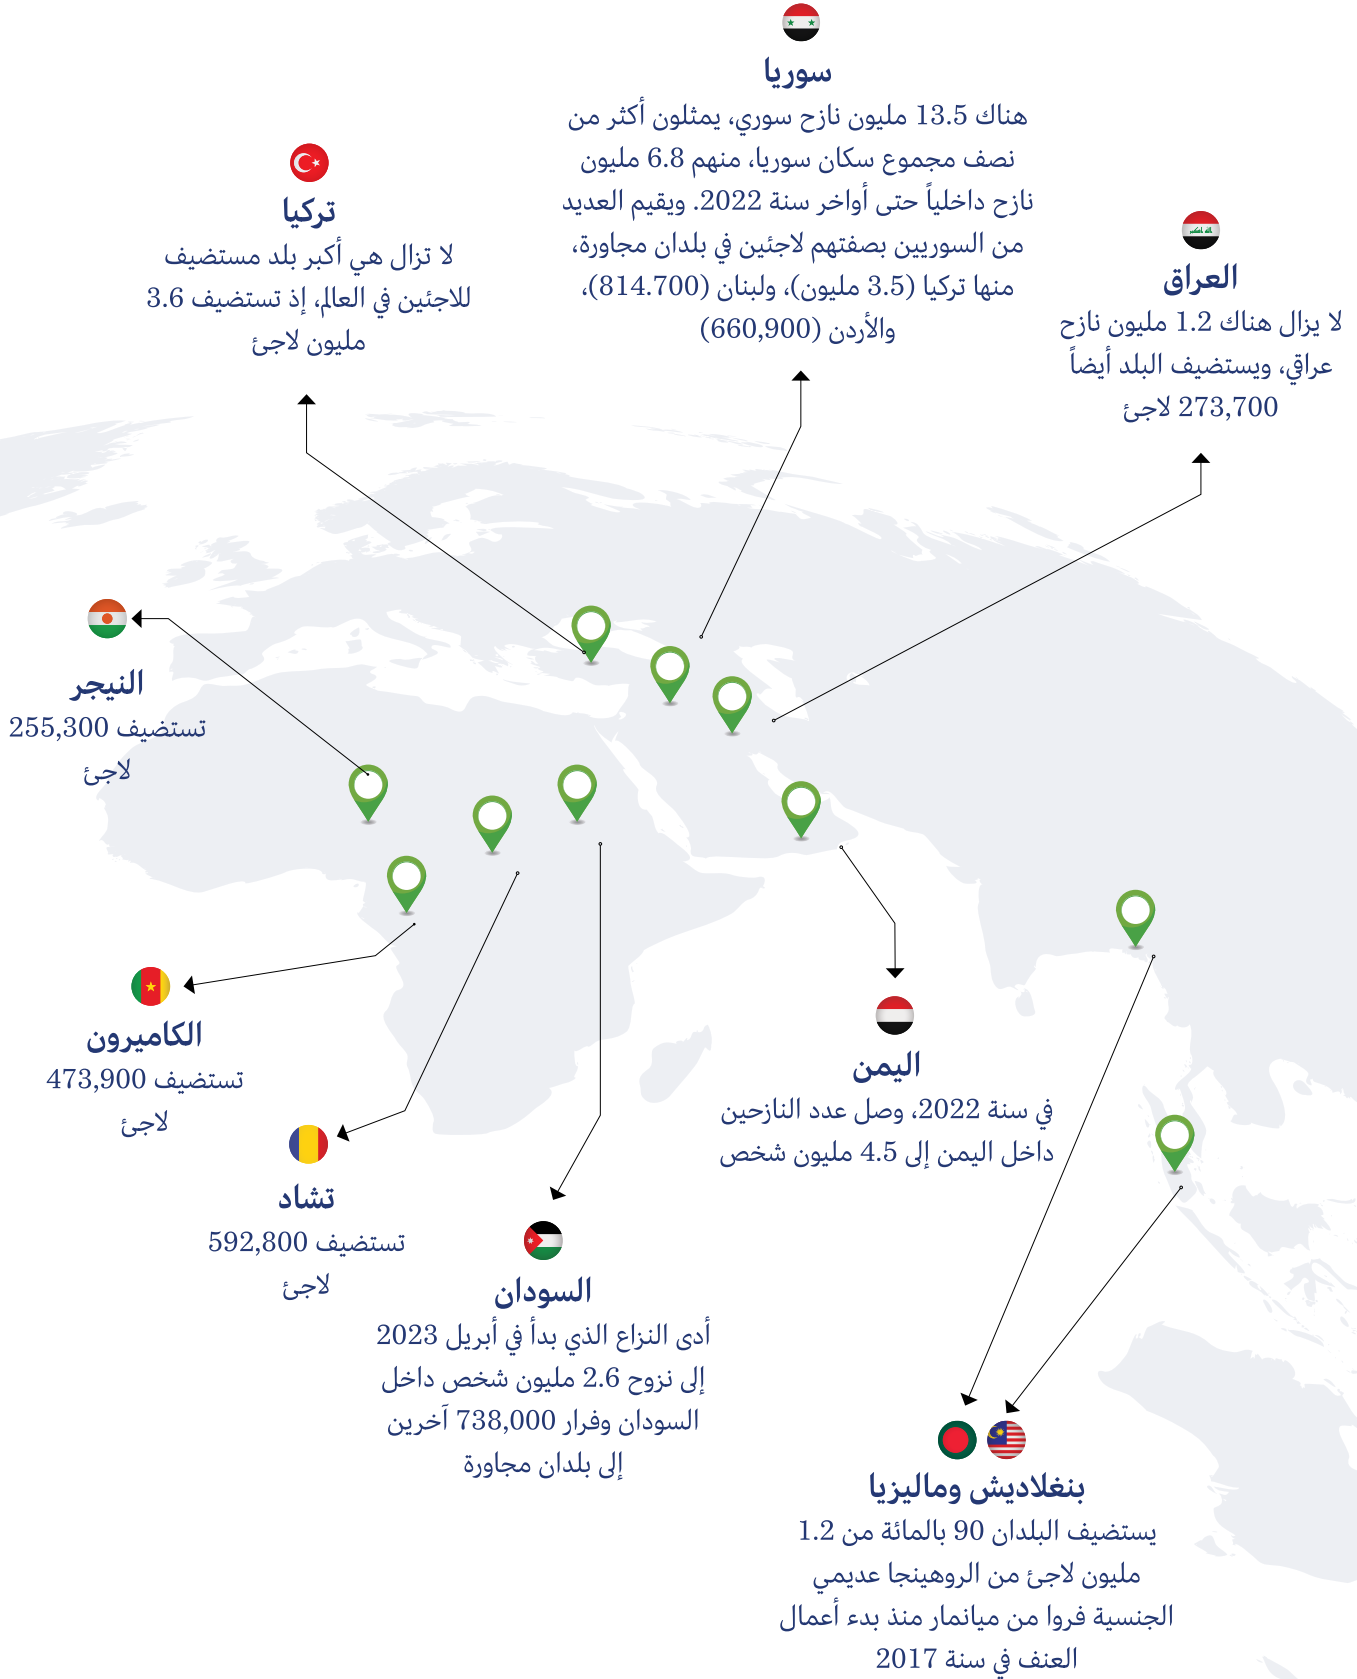 سوريا
هناك 13.5 مليون نازح سوري، يمثلون أكثر من
نصف مجموع سكان سوريا، منهم 6.8 مليون
نازح داخلياً حتى أواخر سنة 2022. ويقيم العديد
من السوريين بصفتهم لاجئين في بلدان مجاورة،
منها تركيا (3.5 مليون)، ولبنان (814.700)،
والأردن (660,900)
تركيا
لا تزال هي أكبر بلد مستضيف
للاجئين في العالم، إذ تستضيف 3.6
مليون لاجئ
العراق
لا يزال هناك 1.2 مليون نازح
عراقي، ويستضيف البلد أيضاً
273,700 لاجئ
النيجر
تستضيف 255,300
لاجئ
الكاميرون
تستضيف 473,900
لاجئ
تشاد
تستضيف 592,800
لاجئ
السودان
أدى النزاع الذي بدأ في أبريل 2023
إلى نزوح 2.6 مليون شخص داخل
السودان وفرار 738,000 آخرين
إلى بلدان مجاورة
اليمن
في سنة 2022، وصل عدد النازحين
داخل اليمن إلى 4.5 مليون شخص
بنغلاديش وماليزيا
يستضيف البلدان 90 بالمائة من 1.2
مليون لاجئ من الروهينجا عديمي
الجنسية فروا من ميانمار منذ بدء أعمال
العنف في سنة 2017